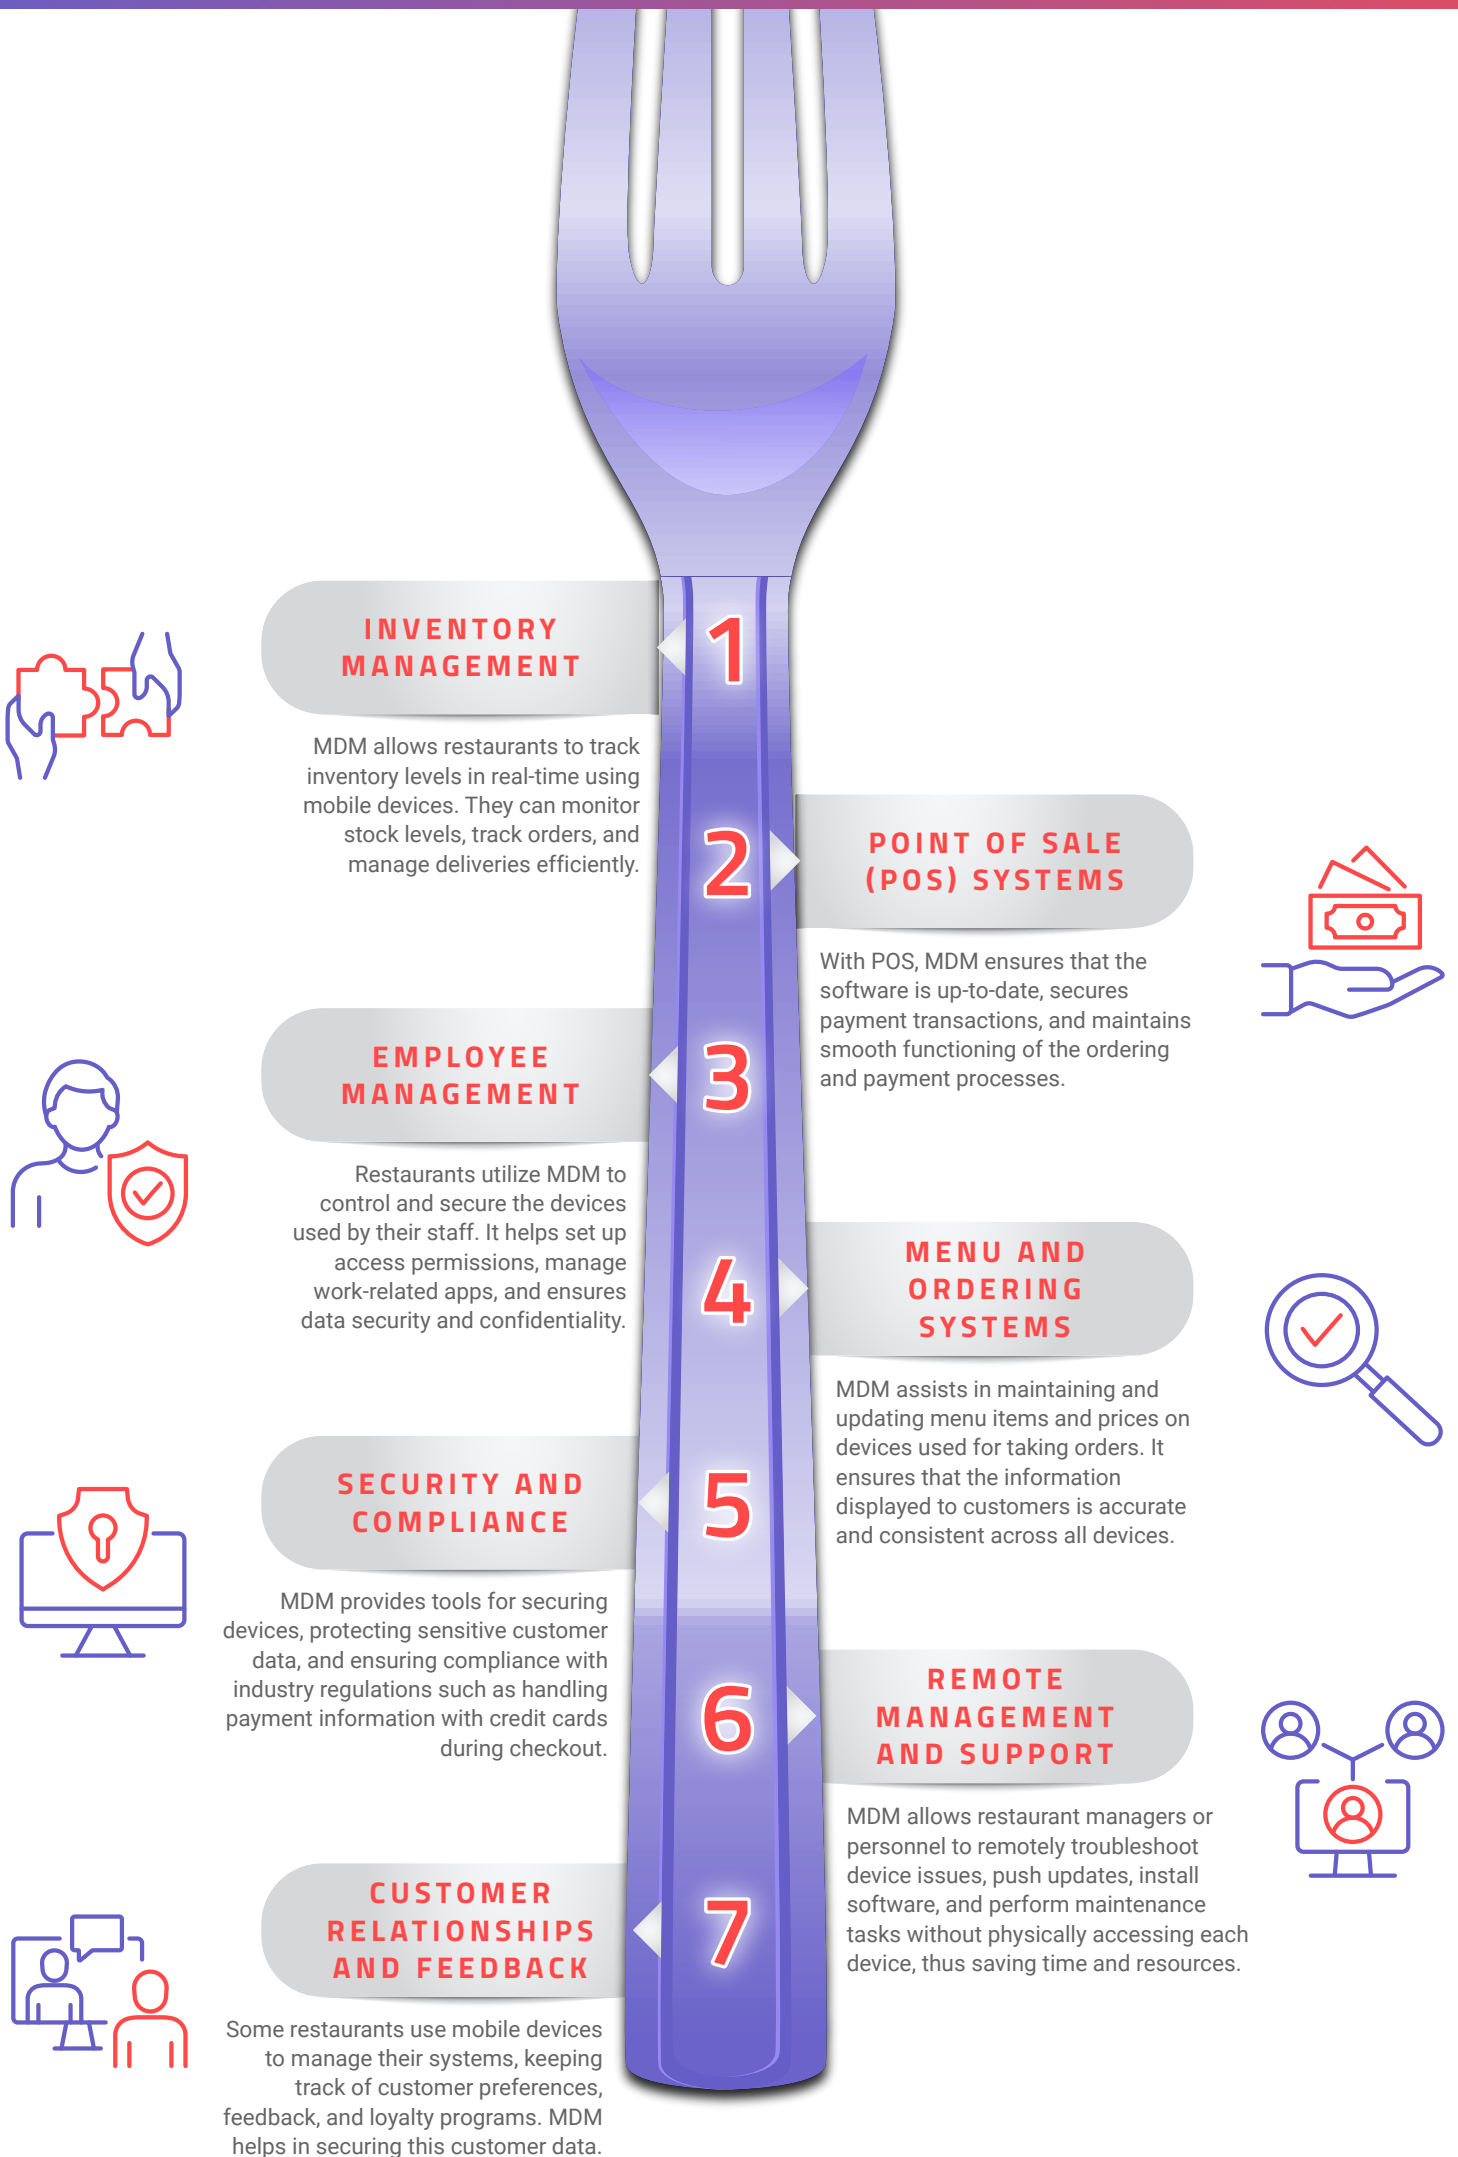 1
INVENTORY
MANAGEMENT
MDM allows restaurants to track
inventory levels in real-time using
mobile devices. They can monitor
stock levels, track orders, and
manage deliveries efficiently.
2
POINT OF SALE
(POS) SYSTEMS
With POS, MDM ensures that the
software is up-to-date, secures
payment transactions, and maintains
smooth functioning of the ordering
and payment processes.
3
EMPLOYEE
MANAGEMENT
Restaurants utilize MDM to
control and secure the devices
used by their staff. It helps set up
access permissions, manage
work-related apps, and ensures
data security and confidentiality.
4
MENU AND
ORDERING
SYSTEMS
MDM assists in maintaining and
updating menu items and prices on
devices used for taking orders. It
ensures that the information
displayed to customers is accurate
and consistent across all devices.
5
SECURITY AND
COMPLIANCE
MDM provides tools for securing
devices, protecting sensitive customer
data, and ensuring compliance with
industry regulations such as handling
payment information with credit cards
during checkout.
6
REMOTE
MANAGEMENT
AND SUPPORT
MDM allows restaurant managers or
personnel to remotely troubleshoot
device issues, push updates, install
software, and perform maintenance
tasks without physically accessing each
device, thus saving time and resources.
7
CUSTOMER
RELATIONSHIPS
AND FEEDBACK
Some restaurants use mobile devices
to manage their systems, keeping
track of customer preferences,
feedback, and loyalty programs. MDM
helps in securing this customer data.